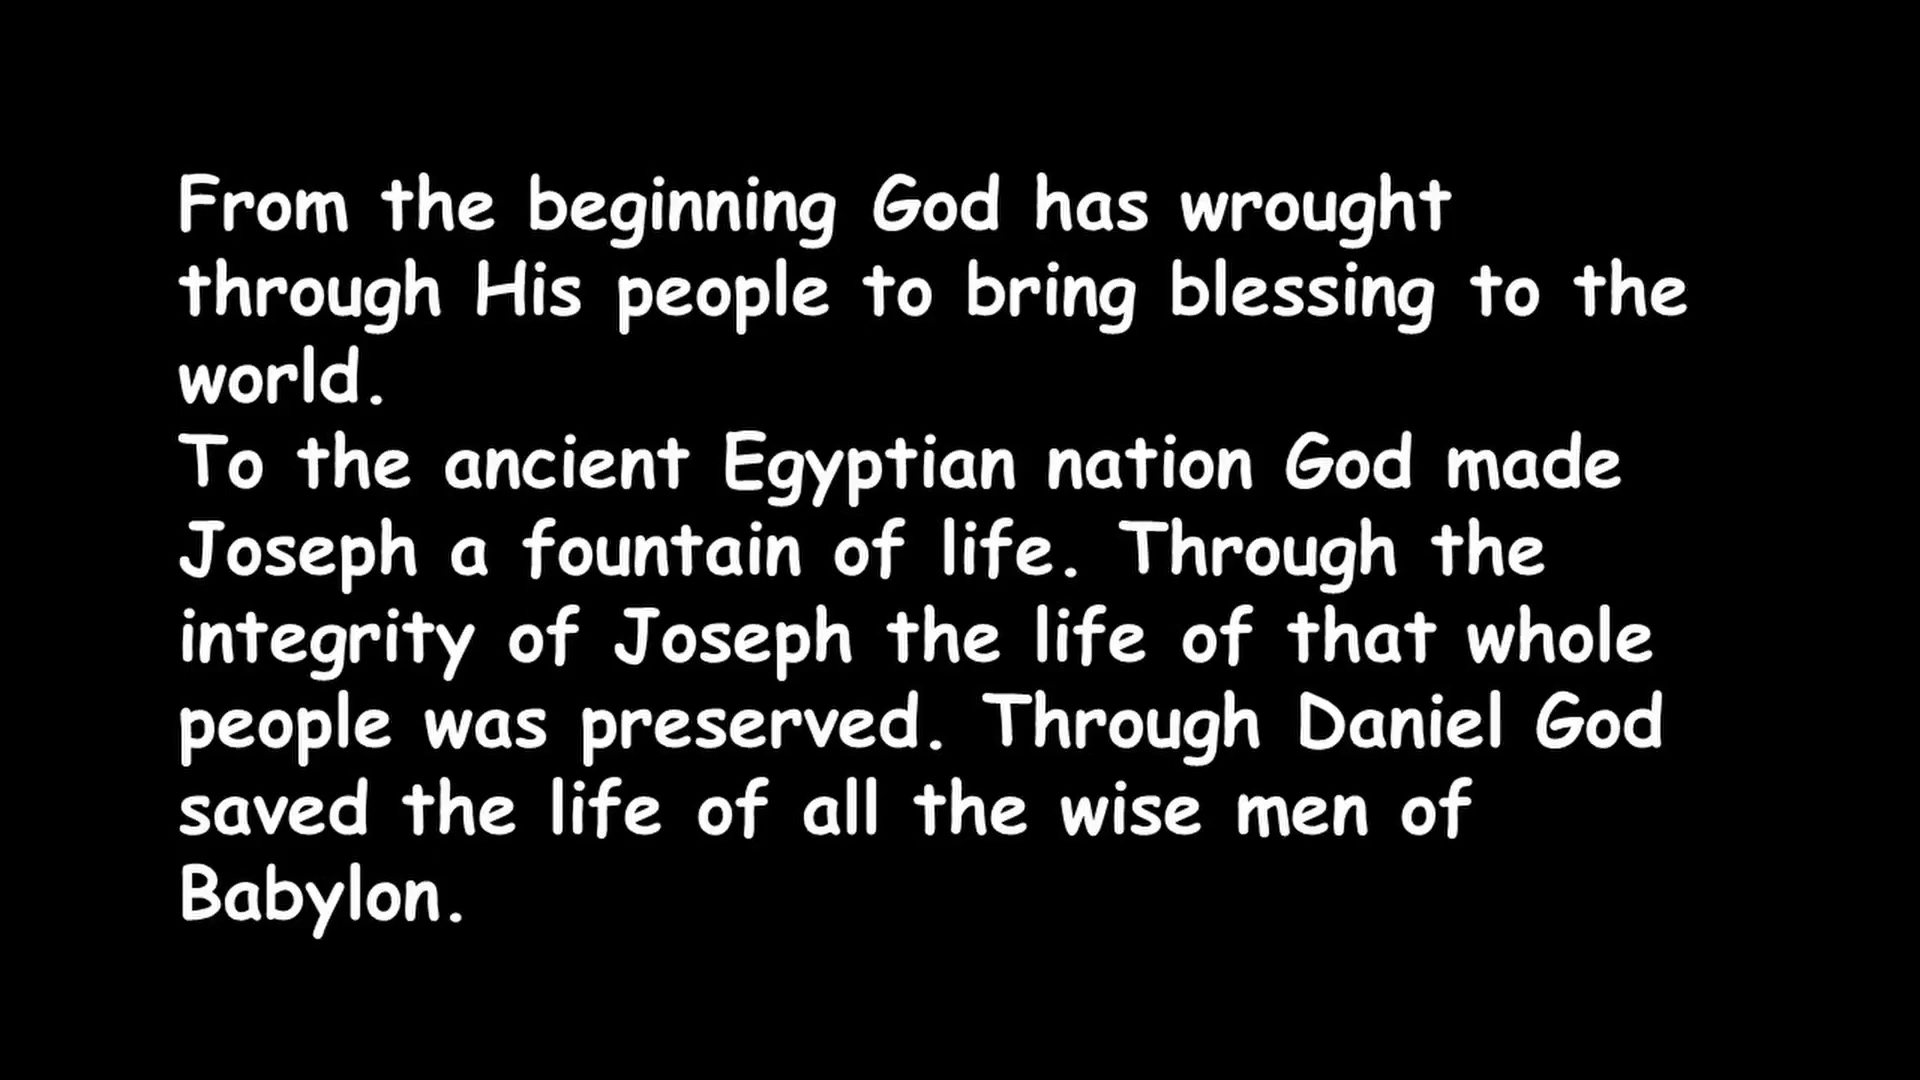 From the beginning God has wrought
through His people to bring blessing to the
world.
To the ancient Egyptian nation God made
Joseph a fountain of life. Through the
integrity of Joseph the life of that whole
people was preserved. Through Daniel God
saved the life of all the wise men of
Babylon.